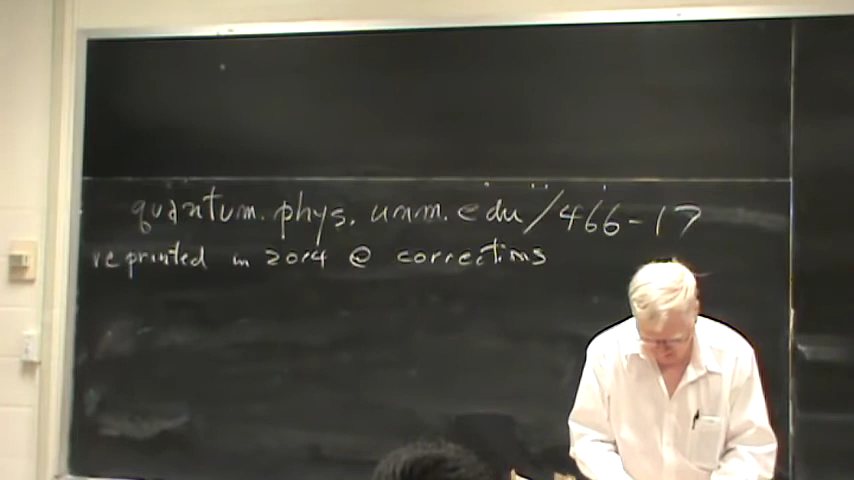 quantum.phys.unm.edu/466-17
reprinted in 2014 @ corrections